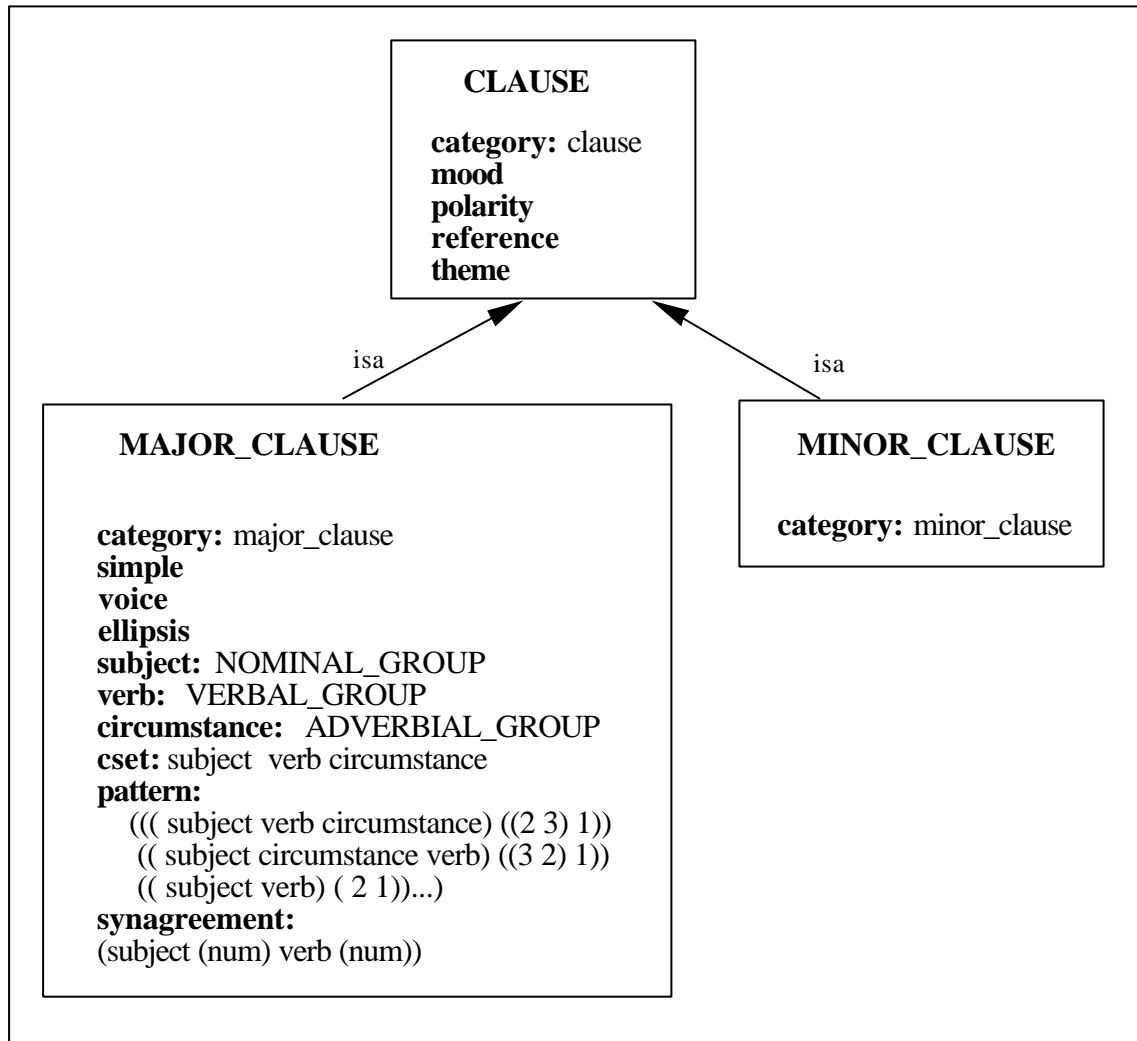 CLAUSE
category: clause
mood
polarity
reference
theme
isa
isa
MAJOR_CLAUSE
category: major_clause
simple
voice
ellipsis
subject: NOMINAL_GROUP
verb: VERBAL_GROUP
circumstance: ADVERBIAL_GROUP
cset: subject verb circumstance
pattern:
((( subject verb circumstance) ((2 3) 1))
(( subject circumstance verb) ((3 2) 1))
(( subject verb) ( 2 1))...)
synagreement:
(subject (num) verb (num))
MINOR_CLAUSE
category: minor_clause